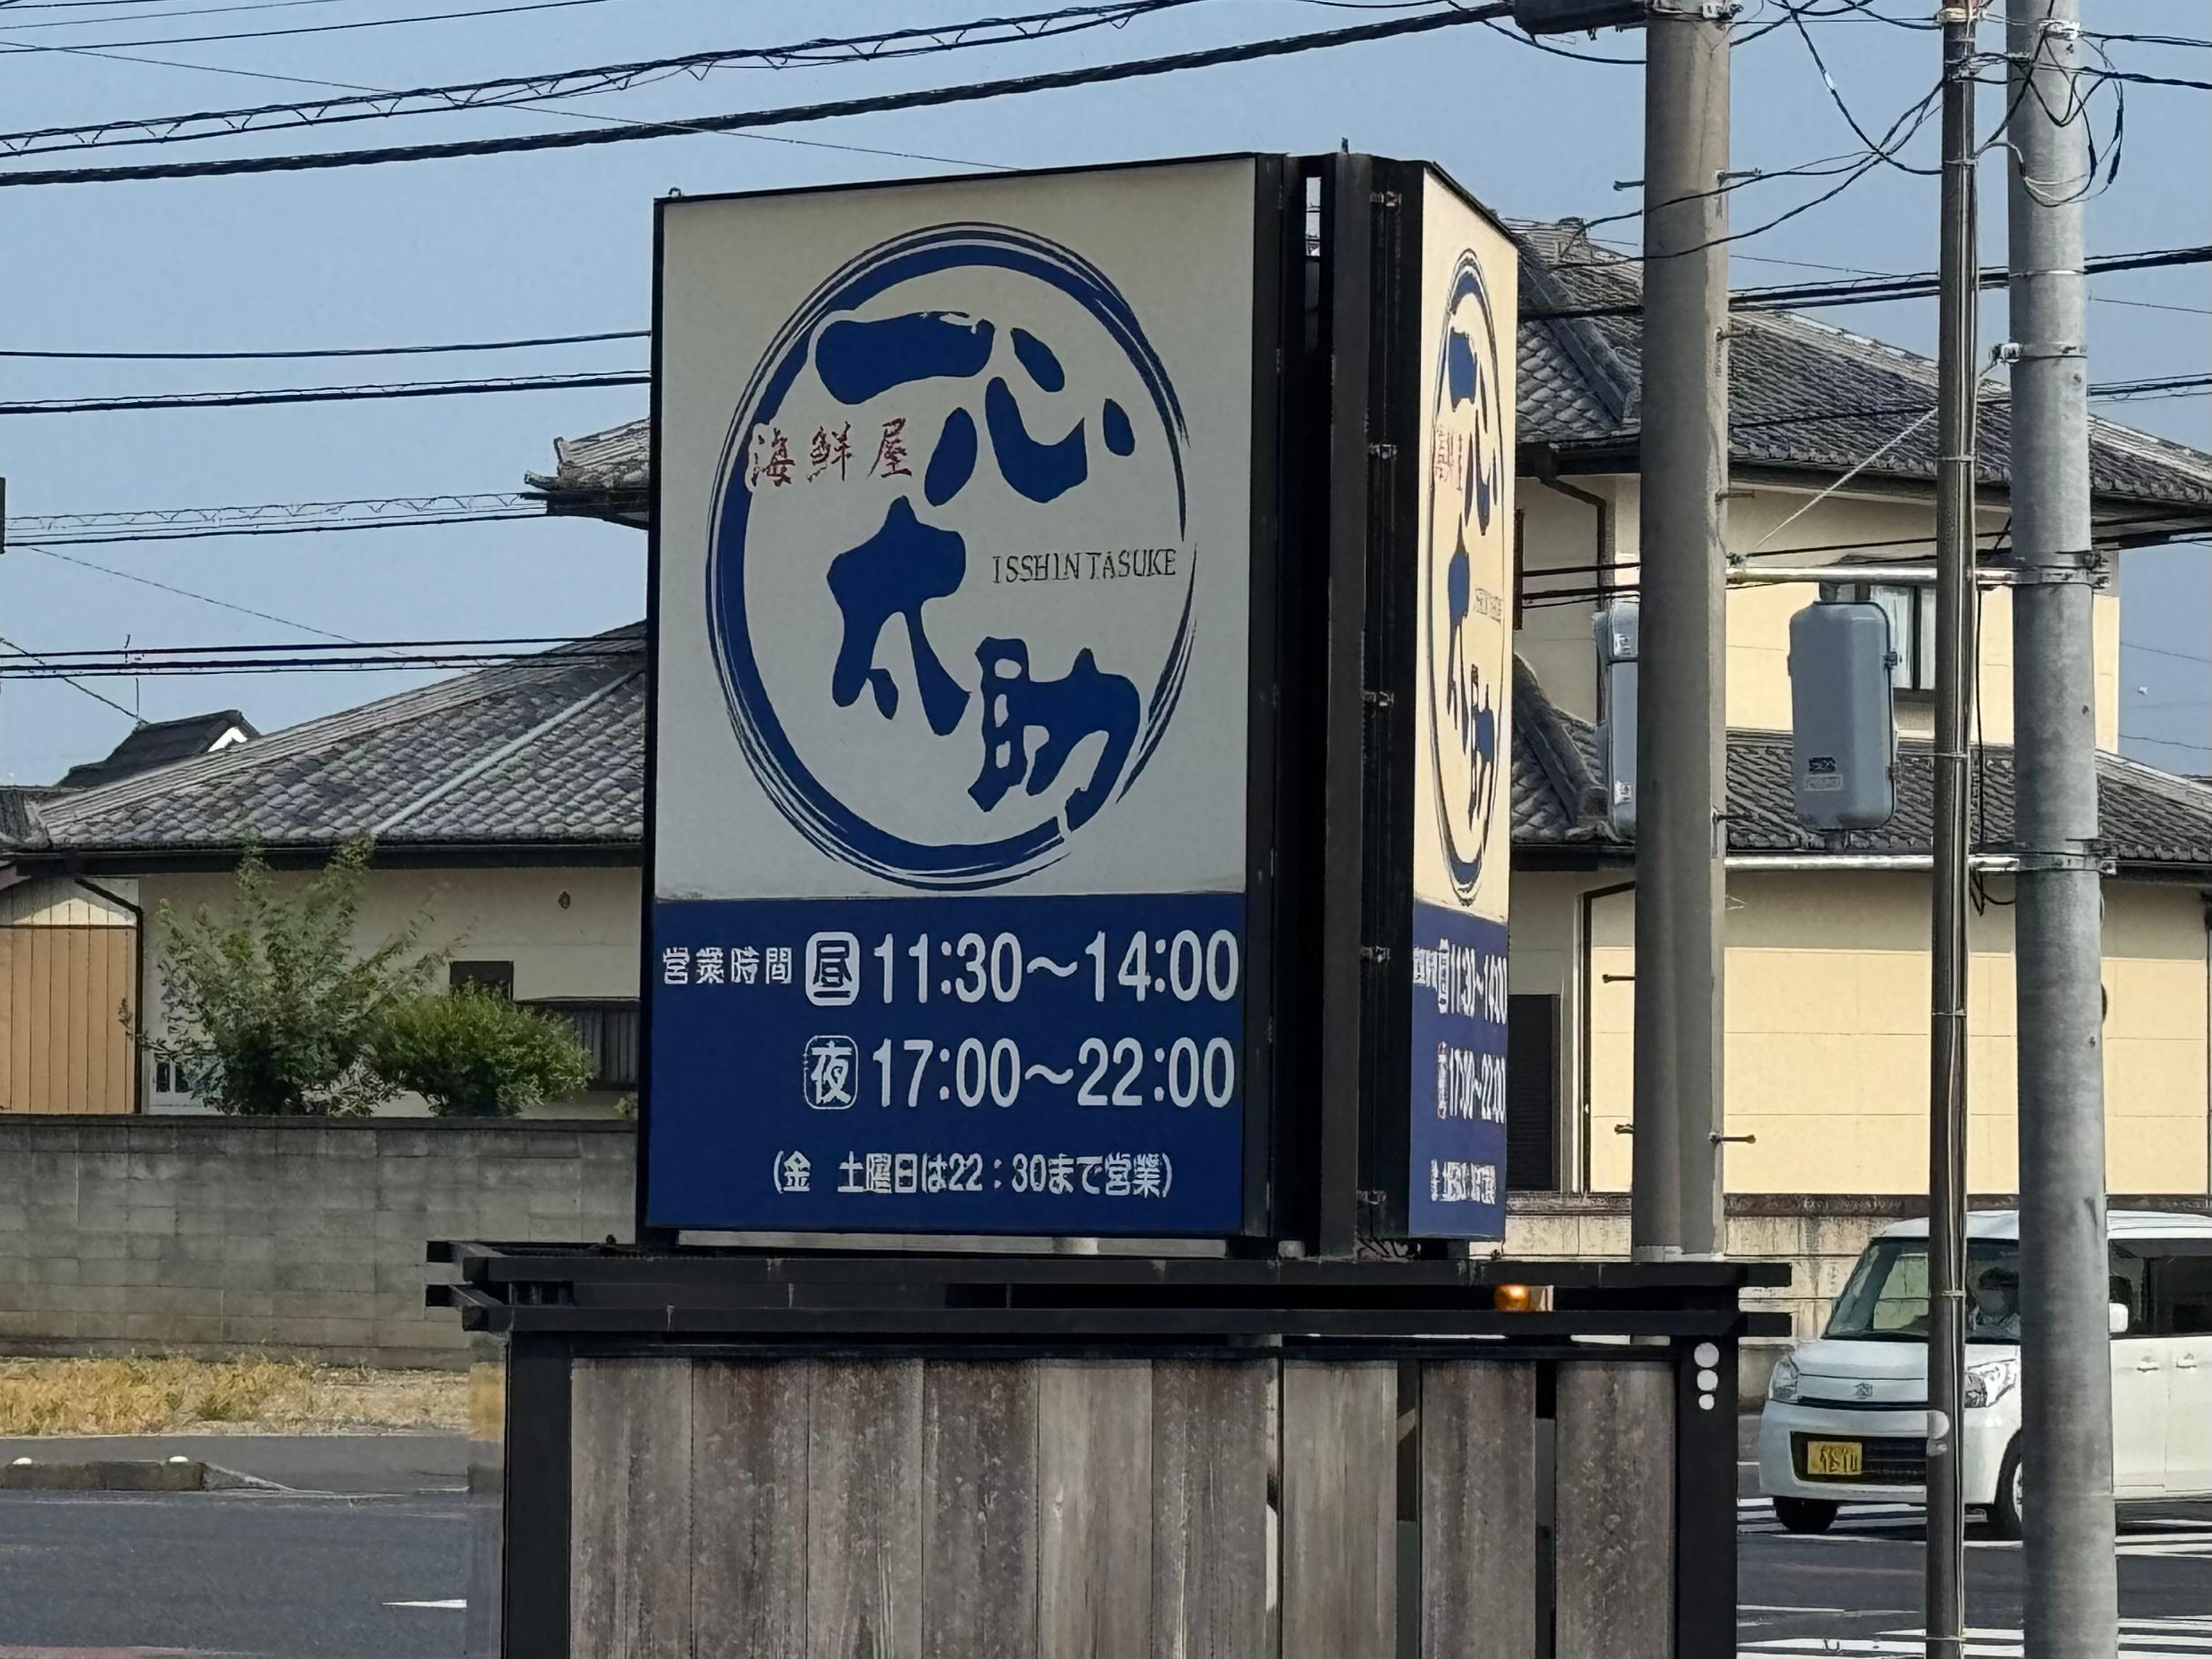 一心
海鮮屋
太助
ISSHIN TASUKE
営業時間 昼 11:30〜14:00
夜 17:00〜22:00
(金 土曜日は22:30まで営業)